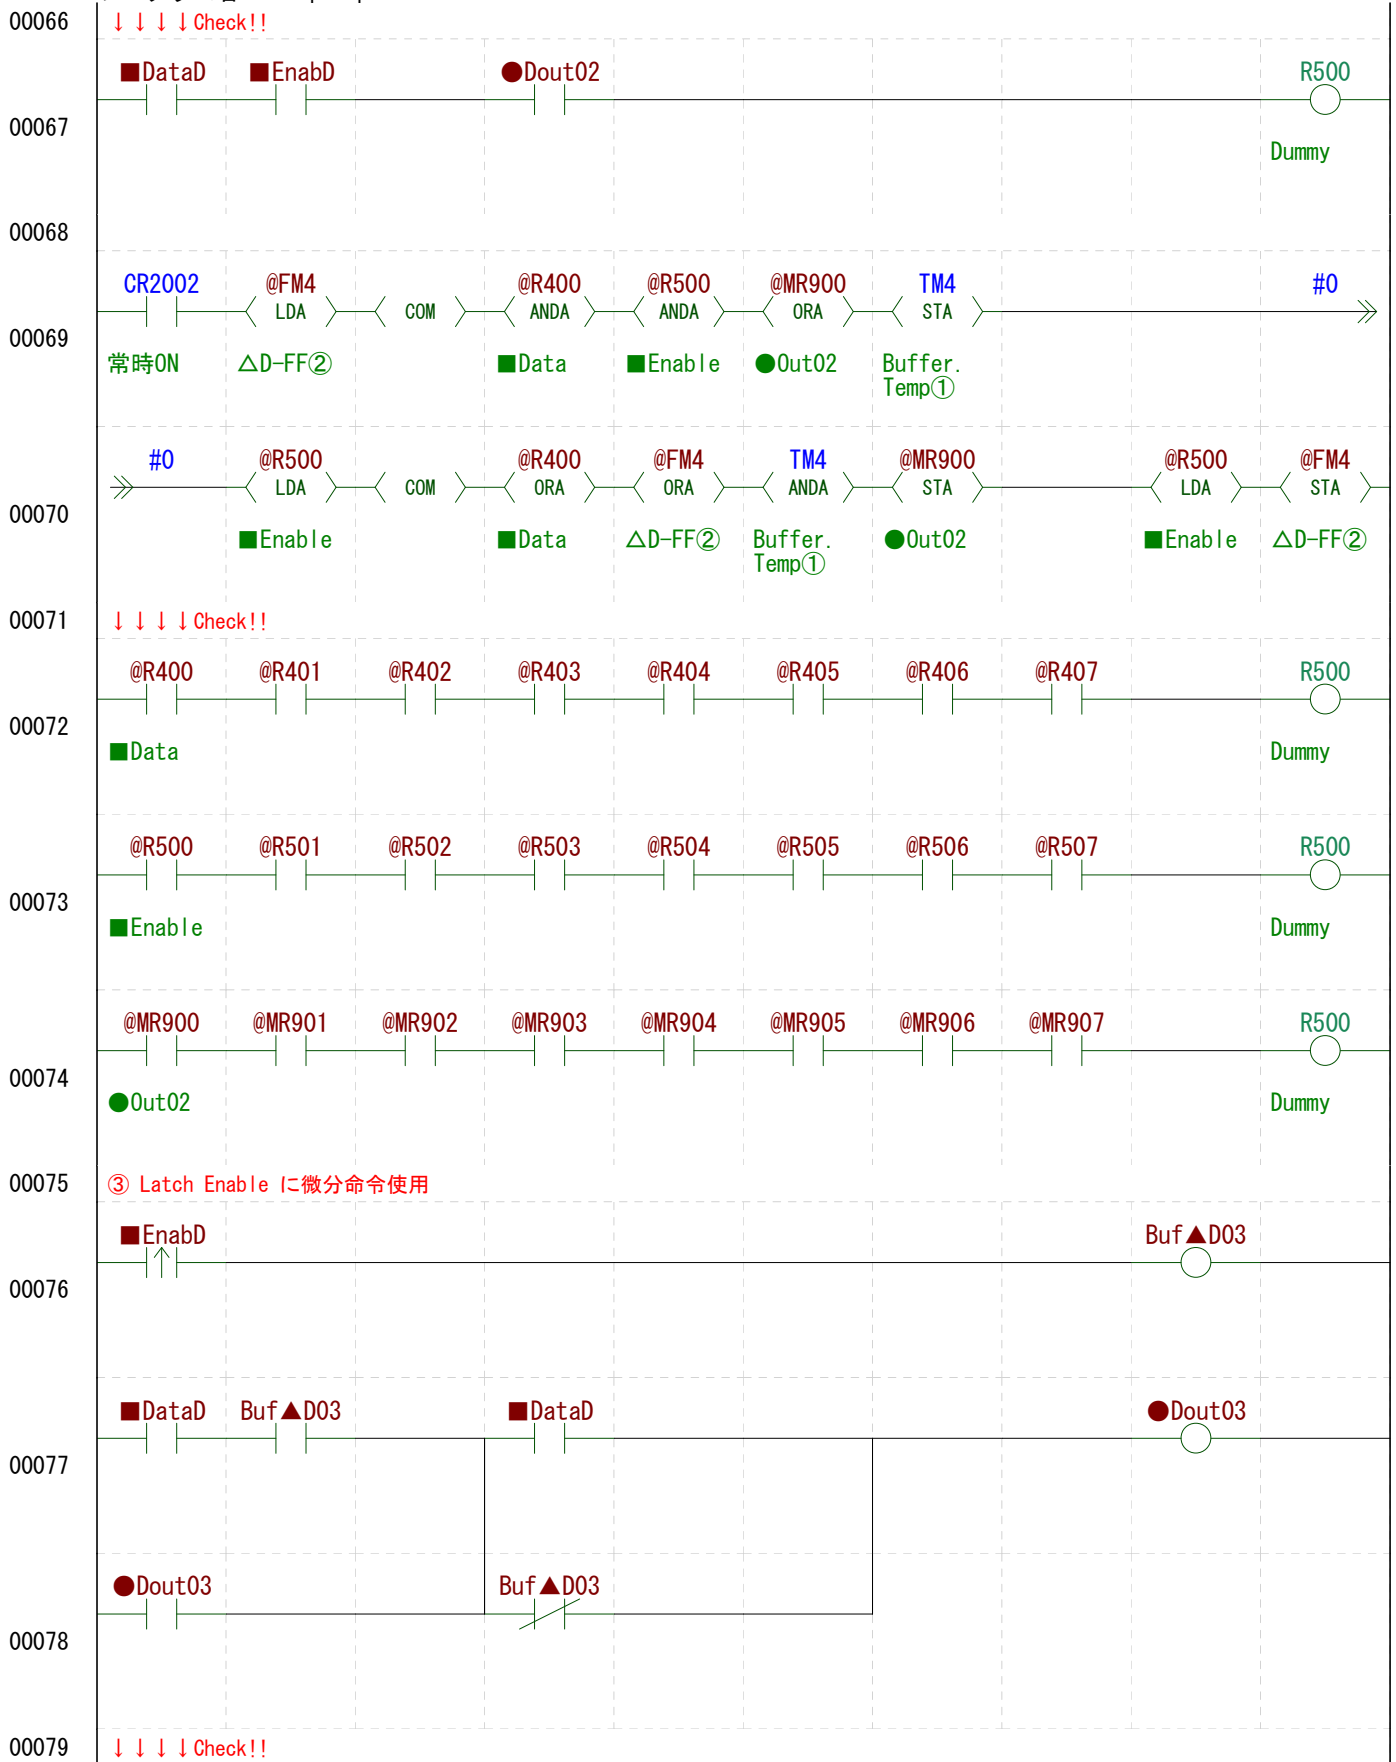 00066 ↓↓↓↓Check!!
■DataD ■EnabD ●Dout02 R500
00067
Dummy
00068
CR2002 @FM4 @R400 @R500 @MR900 TM4 #0
LDA COM ANDA ANDA ORA STA
00069
常時ON △D-FF② ■Data ■Enable ●Out02 Buffer.
Temp①
#0 @R500 @R400 @FM4 TM4 @MR900 @R500 @FM4
LDA COM ORA ORA ANDA STA LDA STA
00070
■Enable ■Data △D-FF② Buffer. ●Out02 ■Enable △D-FF②
Temp①
00071 ↓↓↓↓Check!!
@R400 @R401 @R402 @R403 @R404 @R405 @R406 @R407 R500
00072
■Data Dummy
@R500 @R501 @R502 @R503 @R504 @R505 @R506 @R507 R500
00073
■Enable Dummy
@MR900 @MR901 @MR902 @MR903 @MR904 @MR905 @MR906 @MR907 R500
00074
●Out02 Dummy
00075 ③ Latch Enable に微分命令使用
■EnabD Buf▲D03
00076
■DataD Buf▲D03 ■DataD ●Dout03
00077
●Dout03 Buf▲D03
00078
00079 ↓↓↓↓Check!!